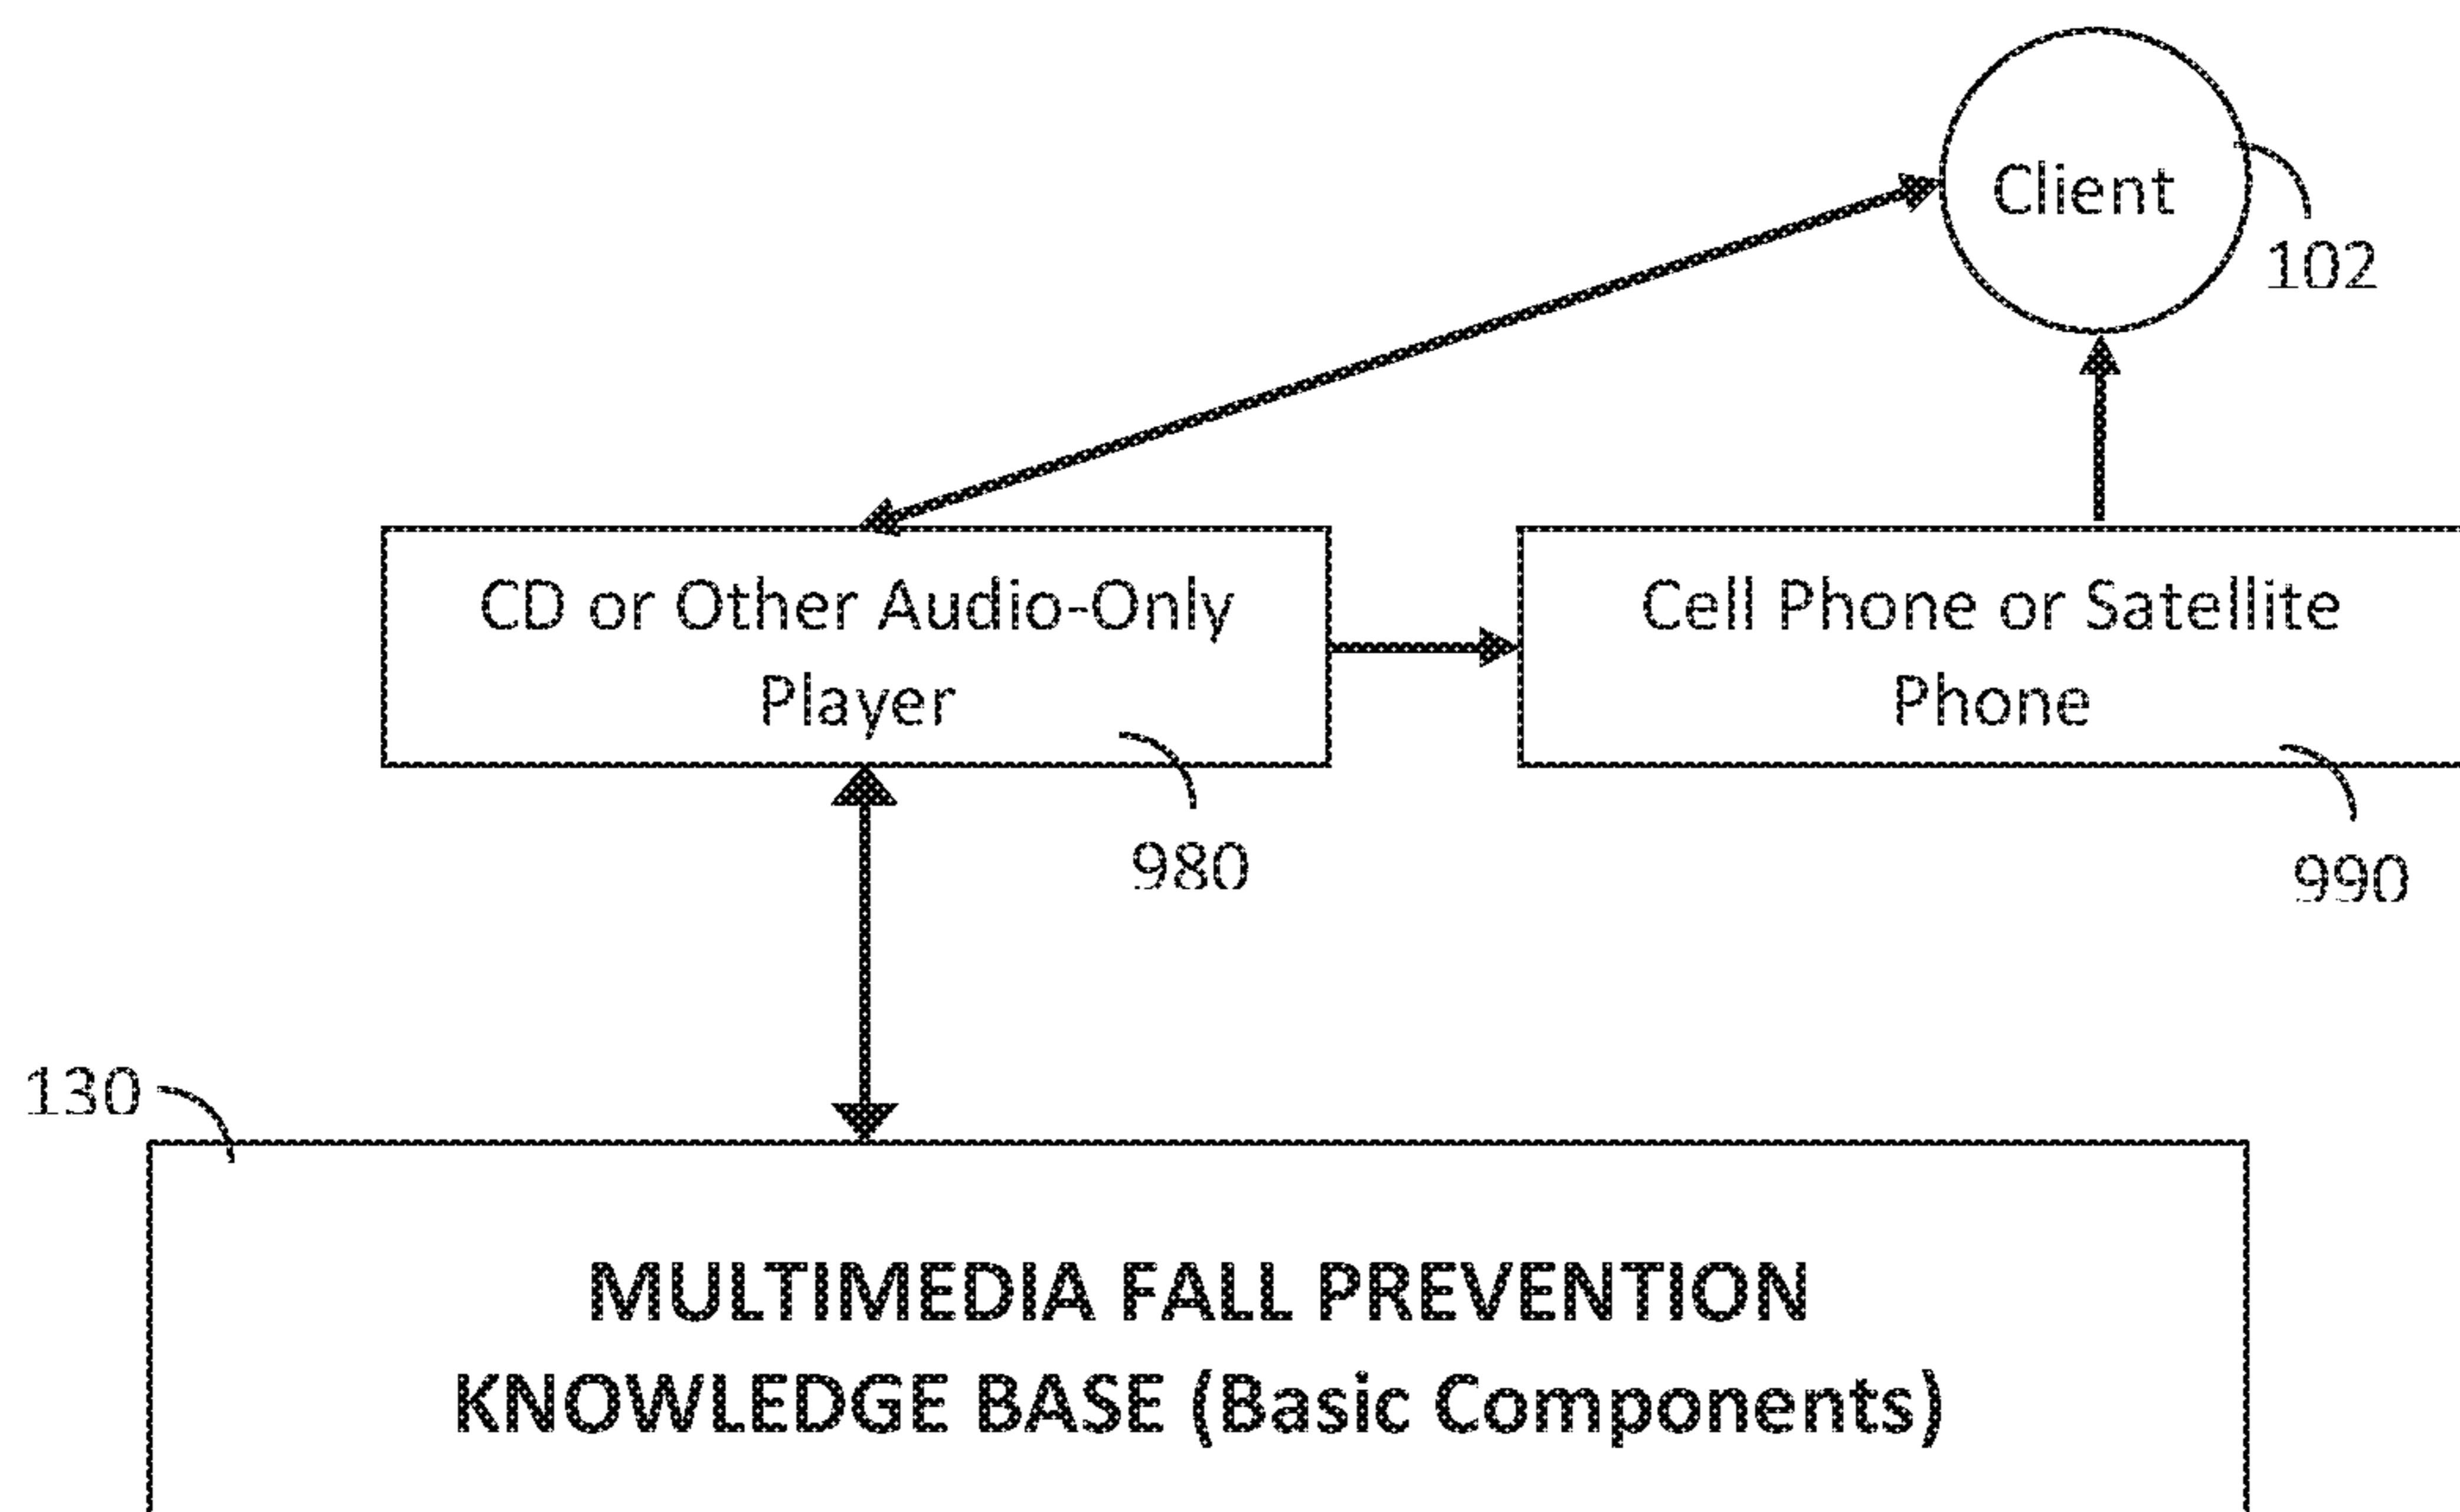 Client
102
CD or Other Audio-Only
Player
980
Cell Phone or Satellite
Phone
990
130
MULTIMEDIA FALL PREVENTION
KNOWLEDGE BASE (Basic Components)